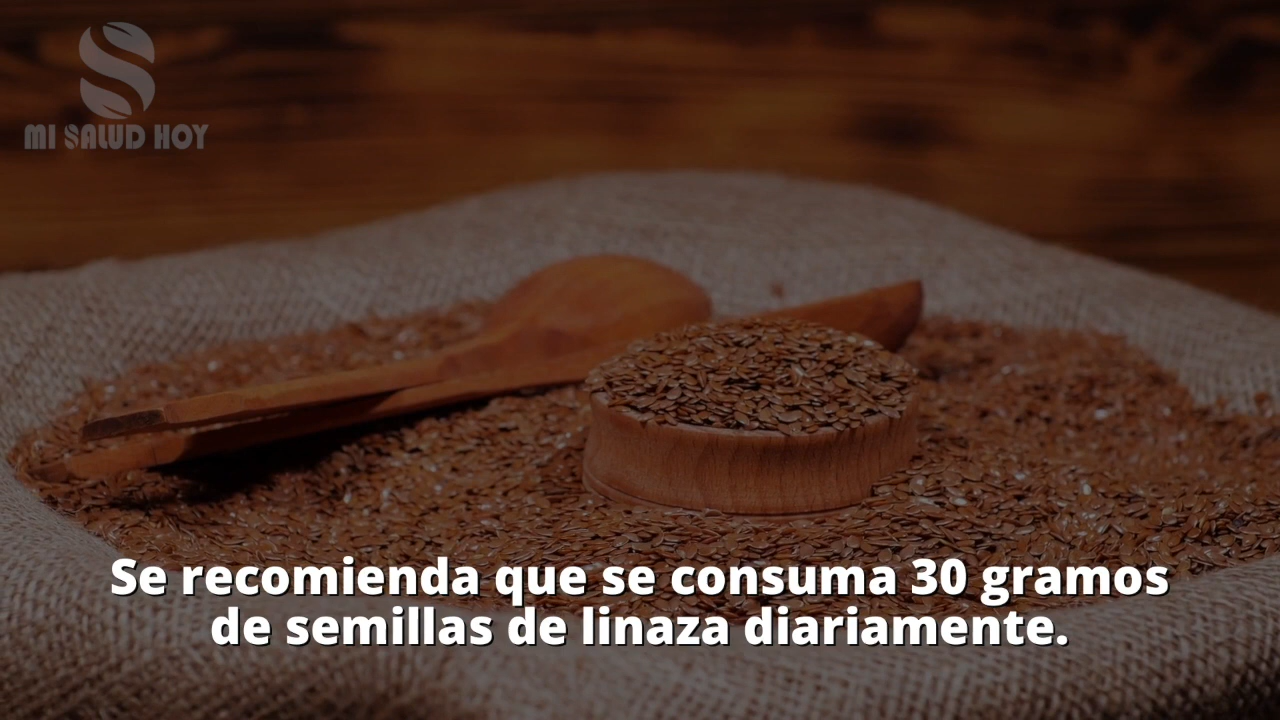 MI SALUD HOY
Se recomienda que se consuma 30 gramos
de semillas de linaza diariamente.